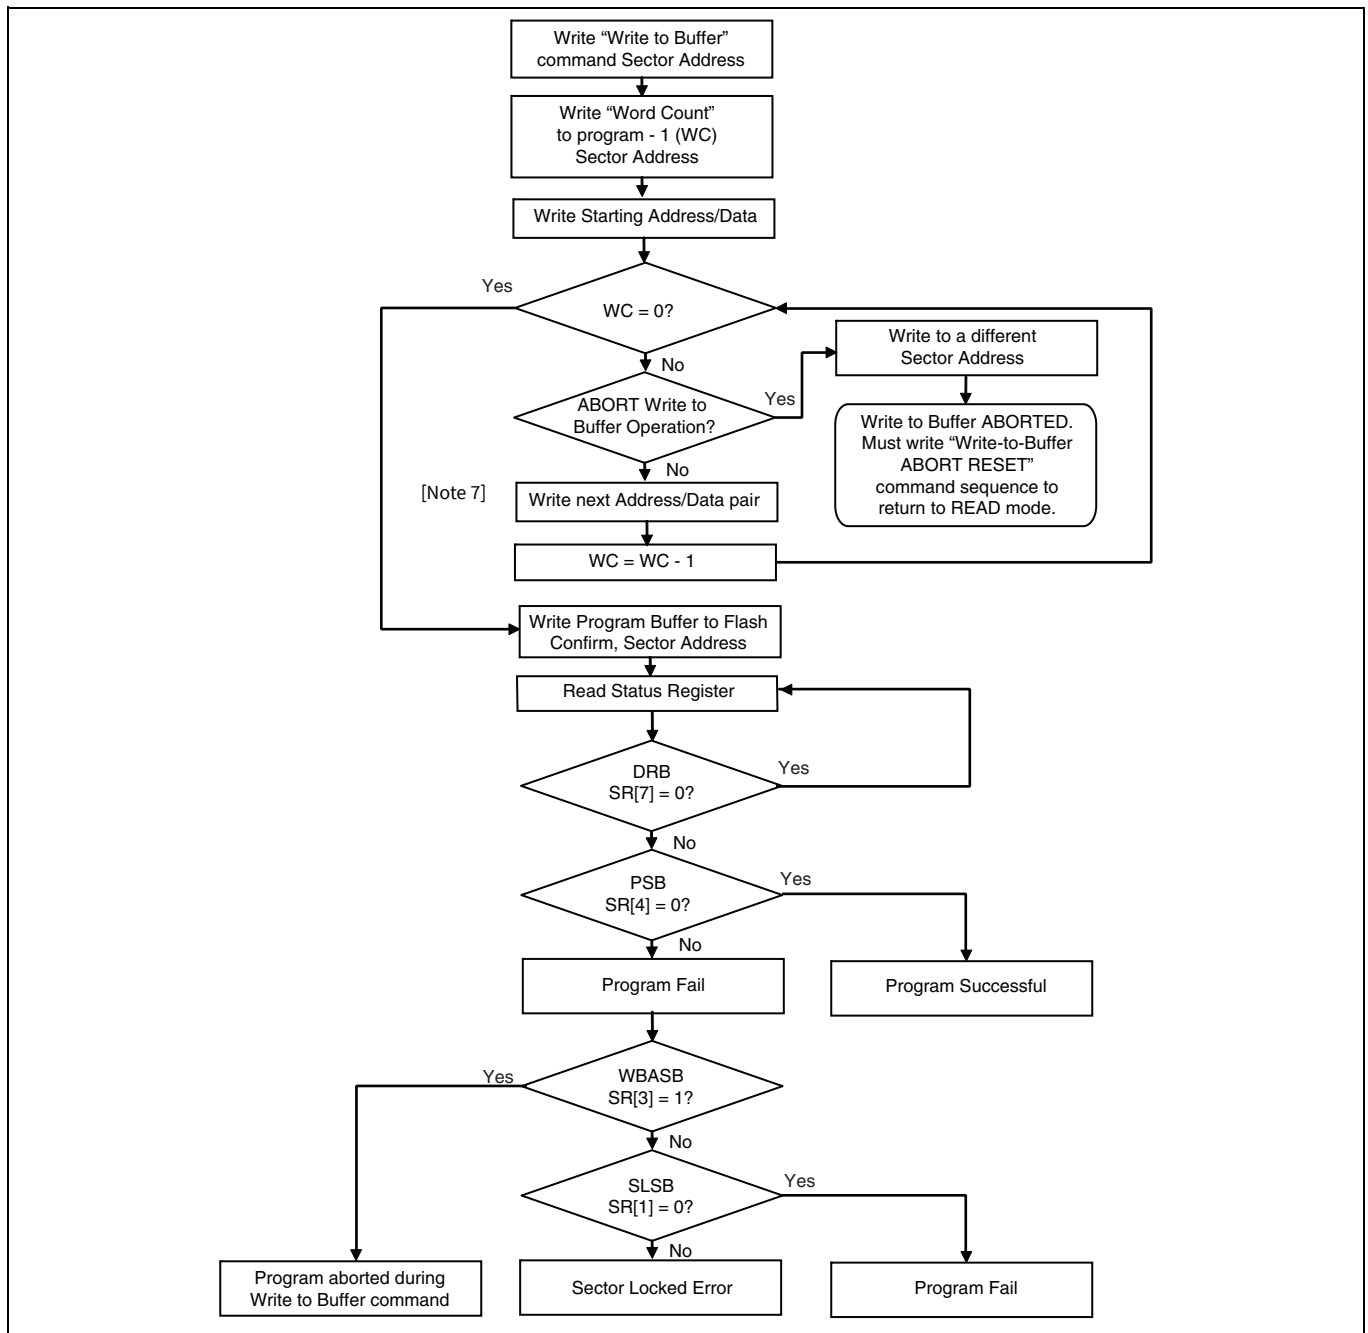 Write “Write to Buffer”
command Sector Address
Write “Word Count”
to program - 1 (WC)
Sector Address
Write Starting Address/Data
Yes
WC = 0?
No
Write to a different
Sector Address
Yes
ABORT Write to
Buffer Operation?
No
Write to Buffer ABORTED.
Must write “Write-to-Buffer
ABORT RESET”
command sequence to
return to READ mode.
[Note 7]
Write next Address/Data pair
WC = WC - 1
Write Program Buffer to Flash
Confirm, Sector Address
Read Status Register
DRB
SR[7] = 0?
Yes
No
PSB
SR[4] = 0?
Yes
No
Program Fail
Program Successful
Yes
WBASB
SR[3] = 1?
No
SLSB
SR[1] = 0?
Yes
No
Program aborted during
Write to Buffer command
Sector Locked Error
Program Fail